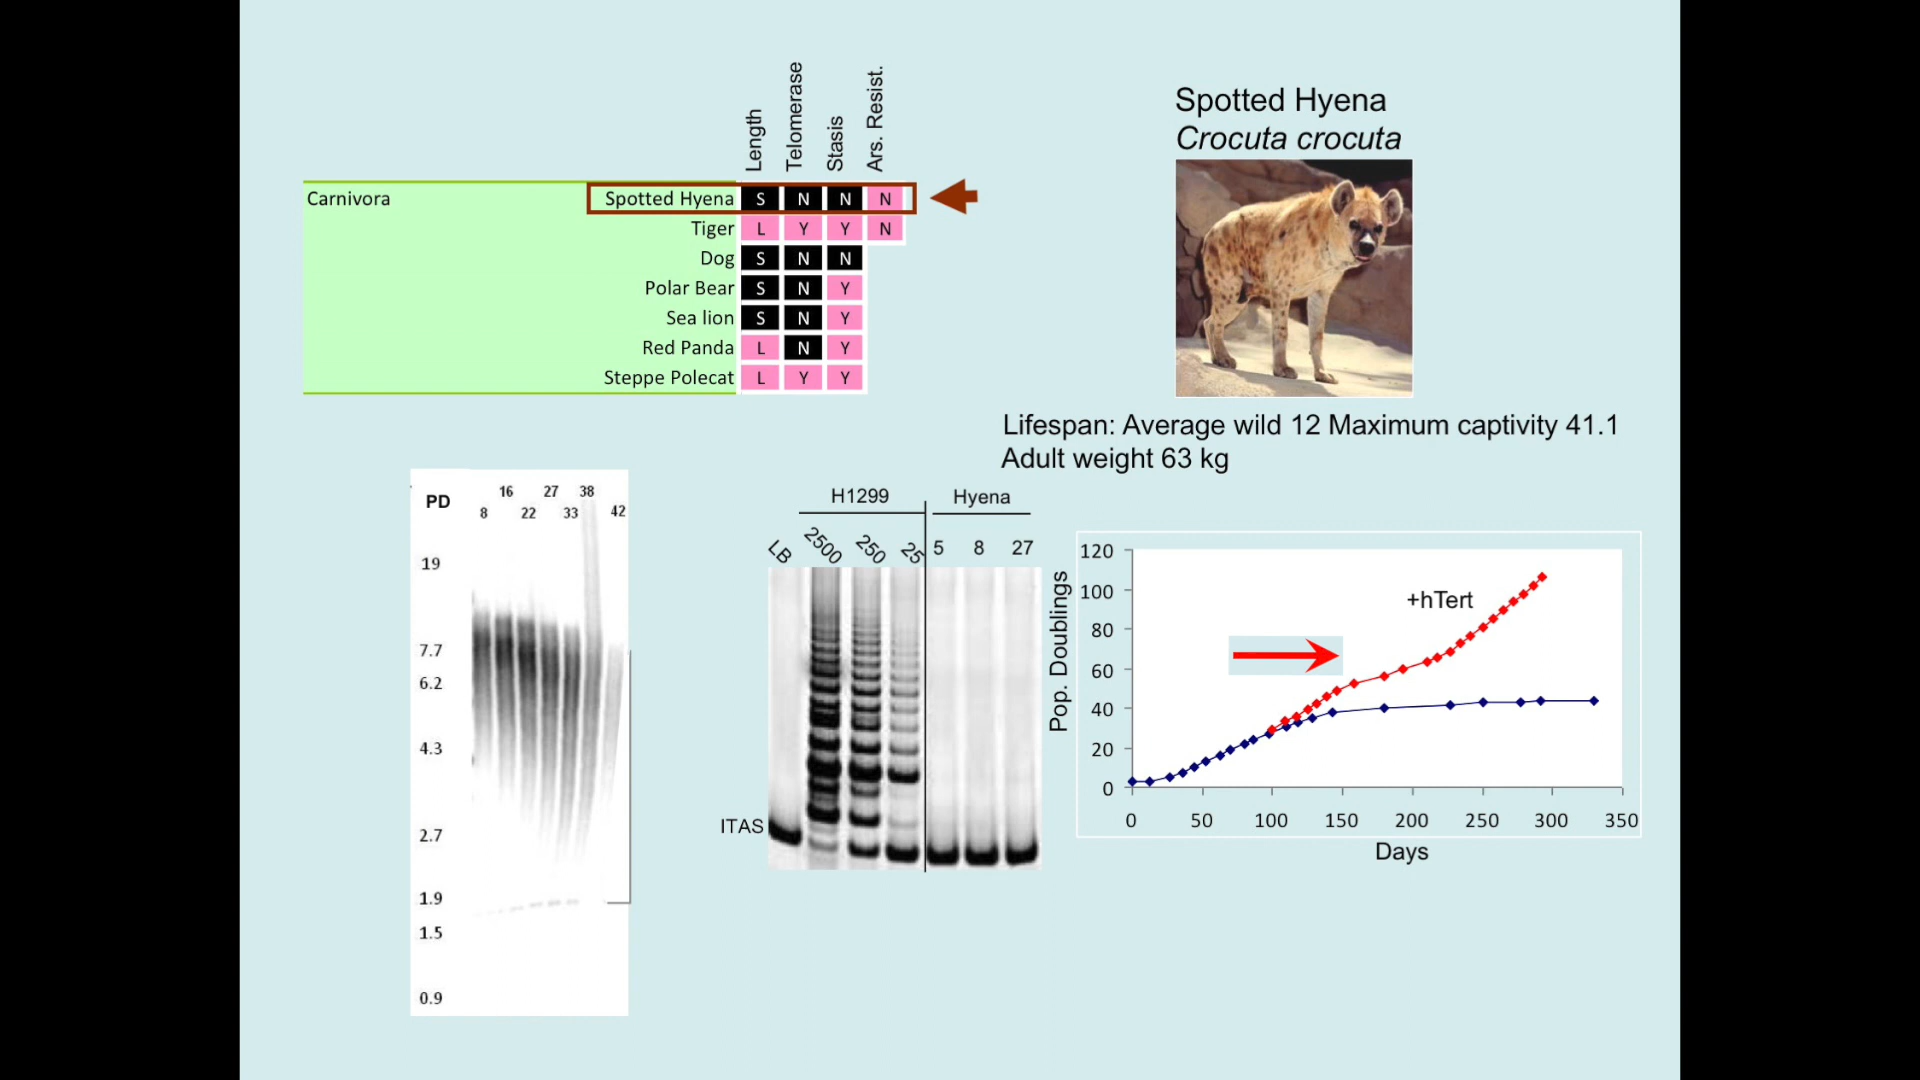 Length
Telomerase
Stasis
Ars. Resist.
Carnivora
Spotted Hyena S N N N
Tiger L Y Y N
Dog S N N
Polar Bear S N Y
Sea lion S N Y
Red Panda L N Y
Steppe Polecat L Y Y
Spotted Hyena
Crocuta crocuta
Lifespan: Average wild 12 Maximum captivity 41.1
Adult weight 63 kg
PD
8 16 22 27 33 38 42
19
7.7
6.2
4.3
2.7
1.9
1.5
0.9
H1299 Hyena
LB 2500 250 25 5 8 27
ITAS
Pop. Doublings
120
100
80
60
40
20
0
+hTert
0 50 100 150 200 250 300 350
Days